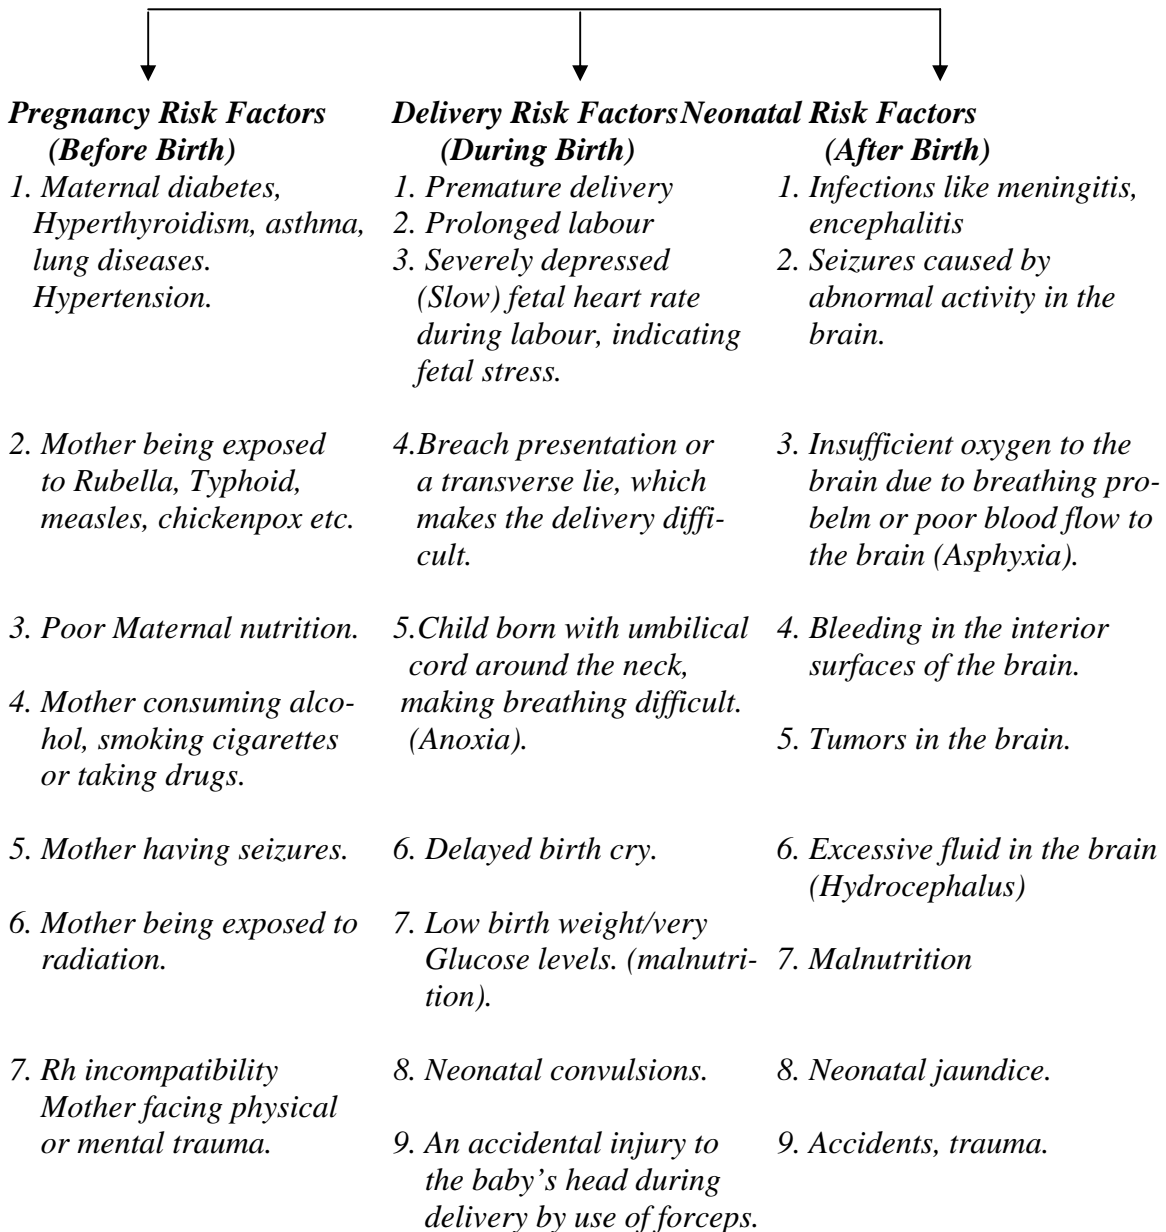 Pregnancy Risk Factors
(Before Birth)
1. Maternal diabetes,
Hyperthyroidism, asthma,
lung diseases.
Hypertension.
2. Mother being exposed
to Rubella, Typhoid,
measles, chickenpox etc.
3. Poor Maternal nutrition.
4. Mother consuming alco-
hol, smoking cigarettes
or taking drugs.
5. Mother having seizures.
6. Mother being exposed to
radiation.
7. Rh incompatibility
Mother facing physical
or mental trauma.
Delivery Risk Factors
(During Birth)
1. Premature delivery
2. Prolonged labour
3. Severely depressed
(Slow) fetal heart rate
during labour, indicating
fetal stress.
4.Breach presentation or
a transverse lie, which
makes the delivery diffi-
cult.
5.Child born with umbilical
cord around the neck,
making breathing difficult.
(Anoxia).
6. Delayed birth cry.
7. Low birth weight/very
Glucose levels. (malnutri-
tion).
8. Neonatal convulsions.
9. An accidental injury to
the baby's head during
delivery by use of forceps.
Neonatal Risk Factors
(After Birth)
1. Infections like meningitis,
encephalitis
2. Seizures caused by
abnormal activity in the
brain.
3. Insufficient oxygen to the
brain due to breathing pro-
belm or poor blood flow to
the brain (Asphyxia).
4. Bleeding in the interior
surfaces of the brain.
5. Tumors in the brain.
6. Excessive fluid in the brain
(Hydrocephalus)
7. Malnutrition
8. Neonatal jaundice.
9. Accidents, trauma.